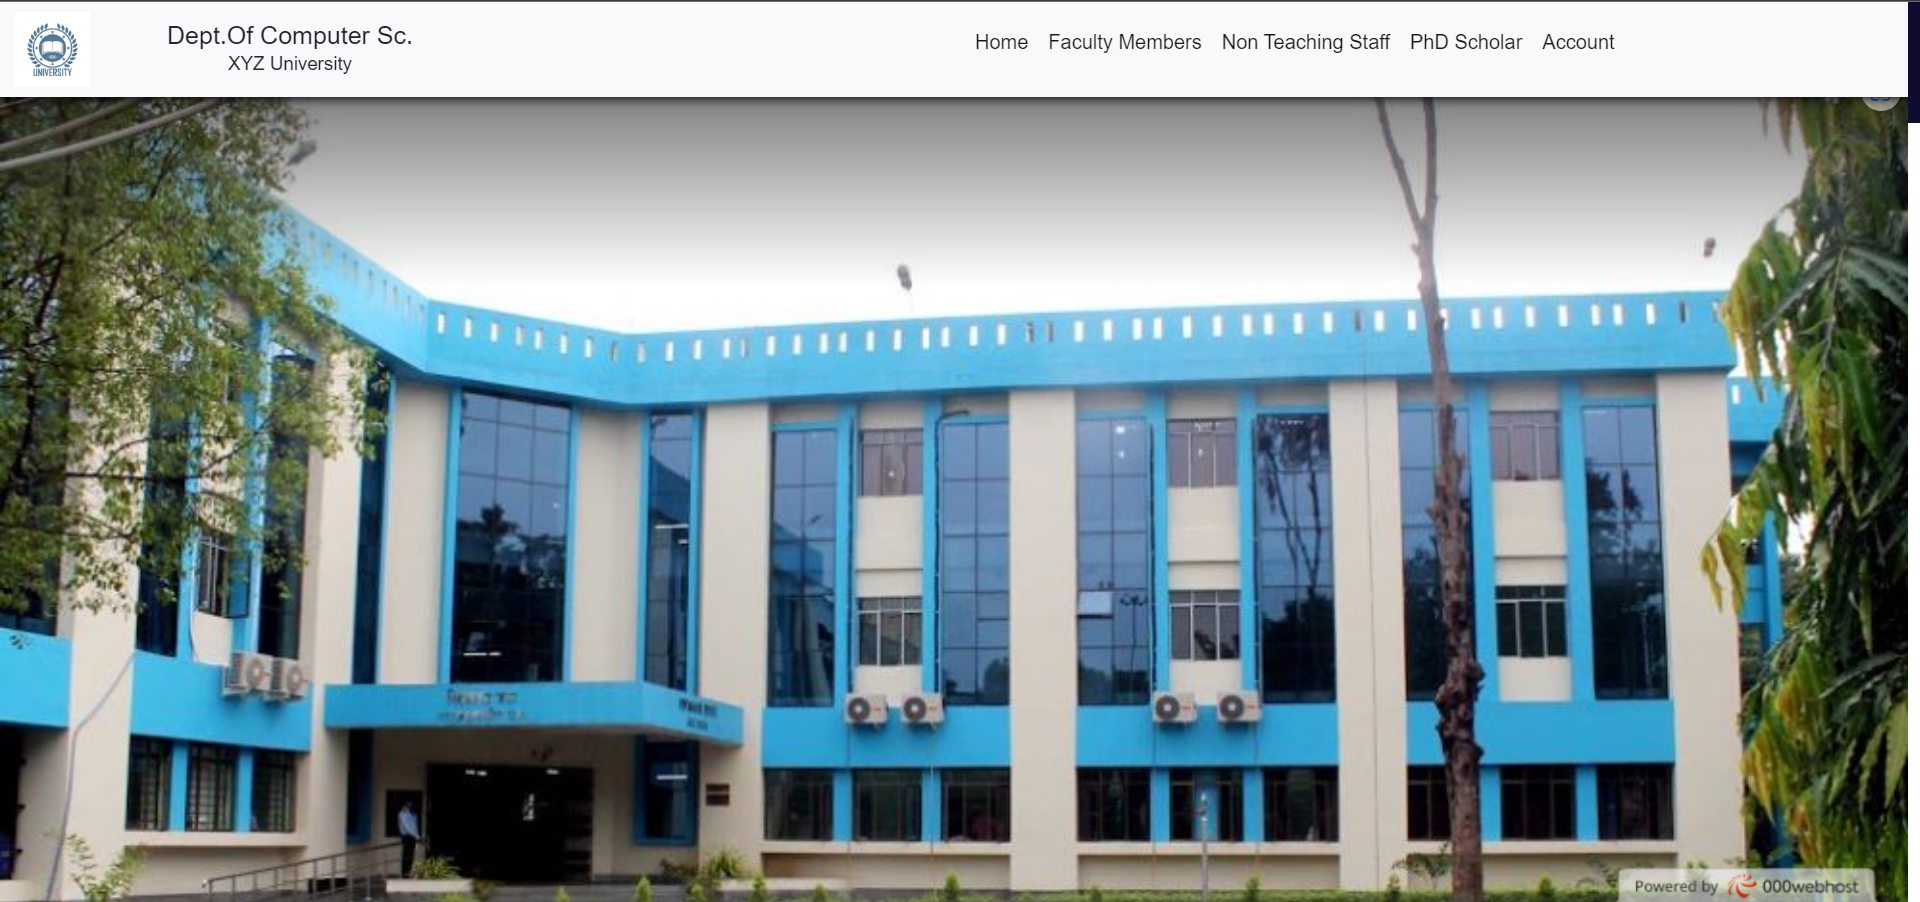 UNIVERSITY
Dept.Of Computer Sc.
XYZ University
Home Faculty Members Non Teaching Staff PhD Scholar Account
Powered by 000webhost